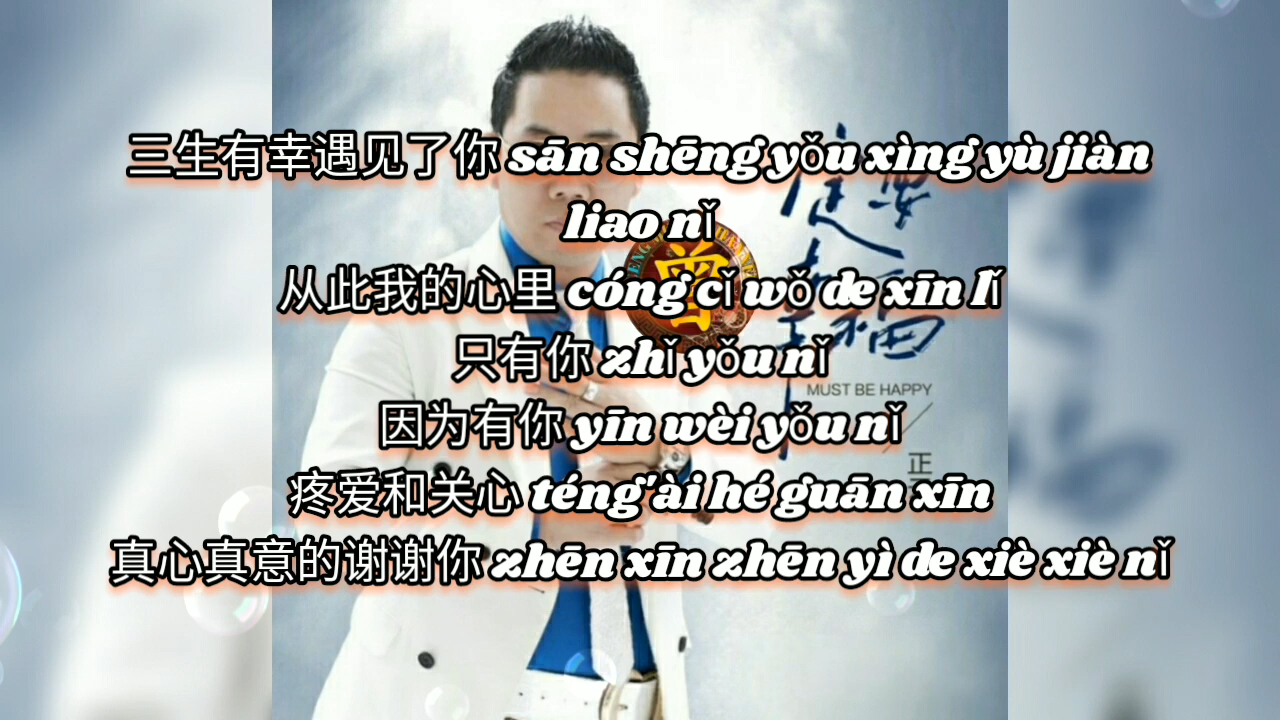 三生有幸遇见了你 sān shēng yǒu xìng yù jiàn
liao nǐ
从此我的心里 cóng cǐ wǒ de xīn lǐ
只有你 zhǐ yǒu nǐ
因为有你 yīn wèi yǒu nǐ
疼爱和关心 téng'ài hé guān xīn
真心真意的谢谢你 zhēn xīn zhēn yì de xiè xiè nǐ
曾
福
MUST BE HAPPY
正